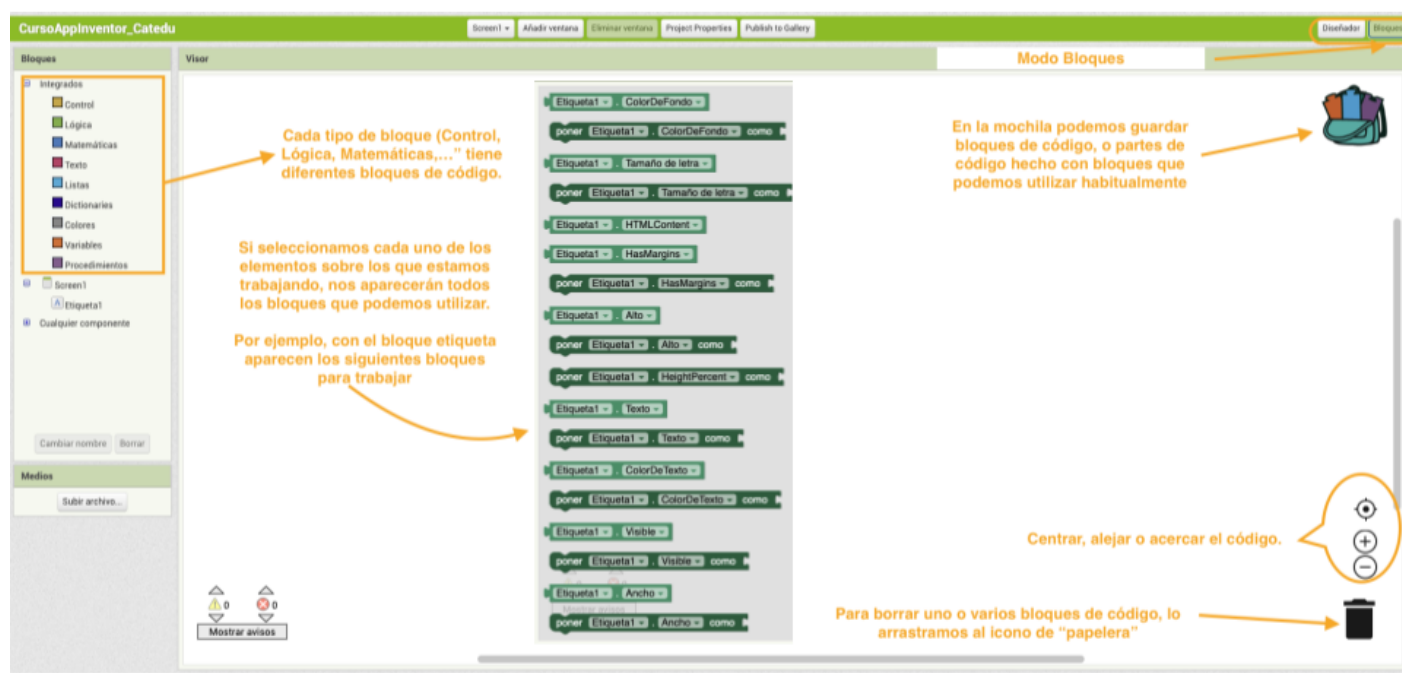 CursoAppInventor_Catedu
Screen1
Añadir ventana
Eliminar ventana
Project Properties
Publish to Gallery
Diseñador
Bloques
Bloques
Visor
Modo Bloques
Integrados
Control
Lógica
Matemáticas
Texto
Listas
Dictionaries
Colores
Variables
Procedimientos
Screen1
Etiqueta1
Cualquier componente
Cambiar nombre
Borrar
Medios
Subir archivo...
Cada tipo de bloque (Control,
Lógica, Matemáticas,..." tiene
diferentes bloques de código.
Si seleccionamos cada uno de los
elementos sobre los que estamos
trabajando, nos aparecerán todos
los bloques que podemos utilizar.
Por ejemplo, con el bloque etiqueta
aparecen los siguientes bloques
para trabajar
0 0
Mostrar avisos
Etiqueta1 . ColorDeFondo
poner Etiqueta1 . ColorDeFondo como
Etiqueta1 . Tamaño de letra
poner Etiqueta1 . Tamaño de letra como
Etiqueta1 . HTMLContent
Etiqueta1 . HasMargins
poner Etiqueta1 . HasMargins como
Etiqueta1 . Alto
poner Etiqueta1 . Alto como
poner Etiqueta1 . HeightPercent como
Etiqueta1 . Texto
poner Etiqueta1 . Texto como
Etiqueta1 . ColorDeTexto
poner Etiqueta1 . ColorDeTexto como
Etiqueta1 . Visible
poner Etiqueta1 . Visible como
Etiqueta1 . Ancho
Mostrar avisos
poner Etiqueta1 . Ancho como
En la mochila podemos guardar
bloques de código, o partes de
código hecho con bloques que
podemos utilizar habitualmente
Centrar, alejar o acercar el código.
Para borrar uno o varios bloques de código, lo
arrastramos al icono de "papelera"